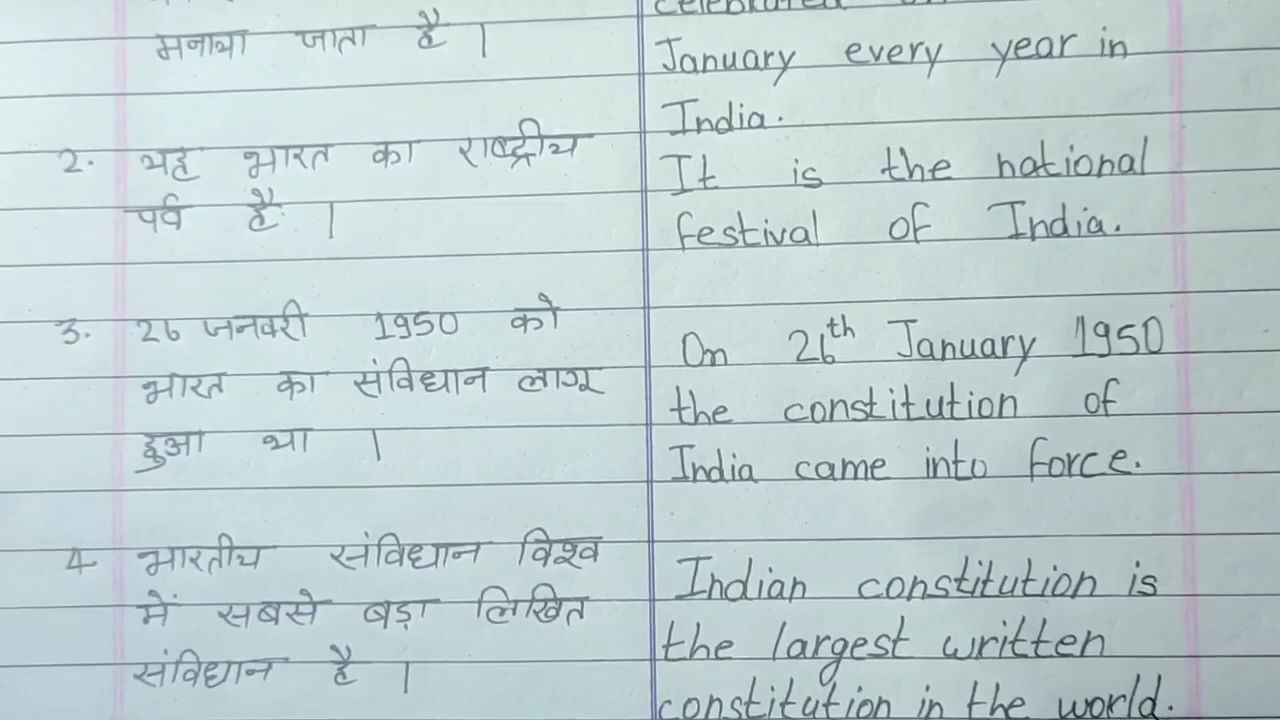 मनाया जाता है ।
2. यह भारत का राष्ट्रीय
पर्व है ।
3. 26 जनवरी 1950 को
भारत का संविधान लागू
हुआ था ।
4 भारतीय संविधान विश्व
में सबसे बड़ा लिखित
संविधान है ।
celebrated
January every year in
India.
It is the national
festival of India.
On 26th January 1950
the constitution of
India came into force.
Indian constitution is
the largest written
constitution in the world.